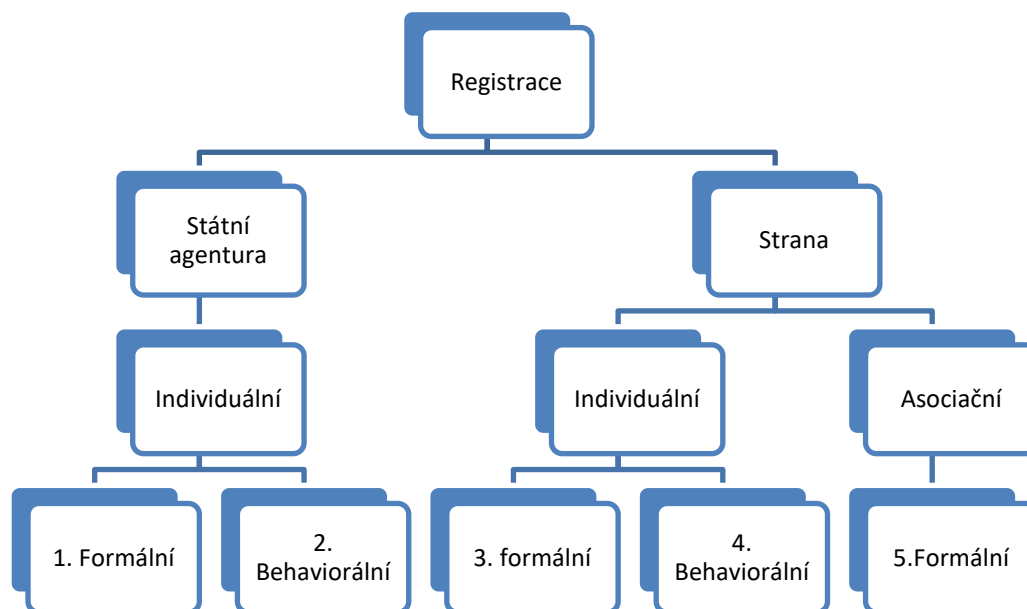 Registrace
Státní
agentura
Strana
Individuální
Individuální
Asociační
1. Formální
2.
Behaviorální
3. formální
4.
Behaviorální
5.Formální